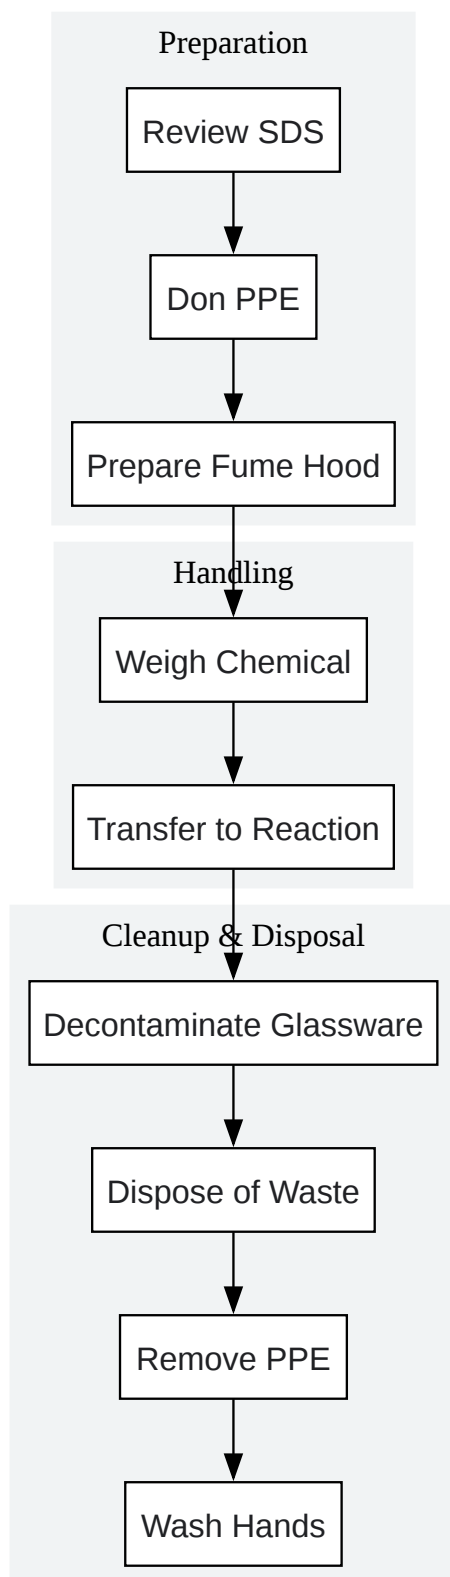 Preparation
Review SDS
Don PPE
Prepare Fume Hood
Handling
Weigh Chemical
Transfer to Reaction
Cleanup & Disposal
Decontaminate Glassware
Dispose of Waste
Remove PPE
Wash Hands